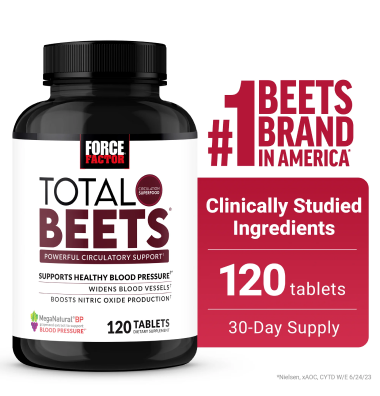 FORCE
FACTOR
TOTAL
CIRCULATION
SUPERFOOD
BEETS®
POWERFUL CIRCULATORY SUPPORT†
SUPPORTS HEALTHY BLOOD PRESSURE†*
WIDENS BLOOD VESSELS†
BOOSTS NITRIC OXIDE PRODUCTION†
MegaNatural®BP
BLOOD PRESSURE†*
120 TABLETS
DIETARY SUPPLEMENT
#1 BEETS
BRAND
IN AMERICA*
Clinically Studied
Ingredients
120 tablets
30-Day Supply
*Nielsen, xAOC, CYTD W/E 6/24/23